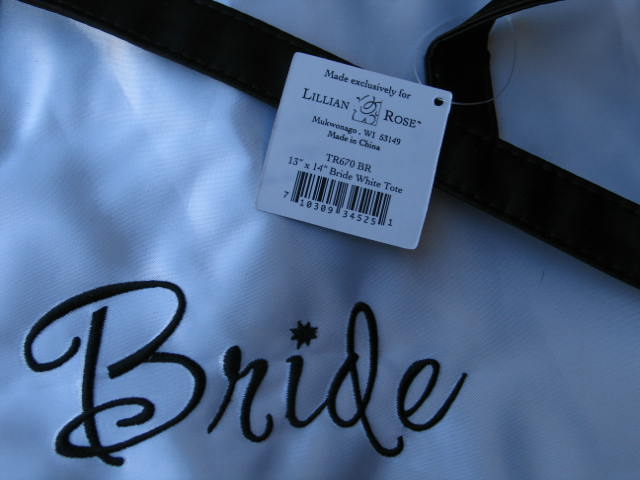 Made exclusively for
LILLIAN ROSE™
Mukwonago, WI 53149
Made in China
TR670 BR
13" x 14" Bride White Tote
7 10309 34525 1
Bride